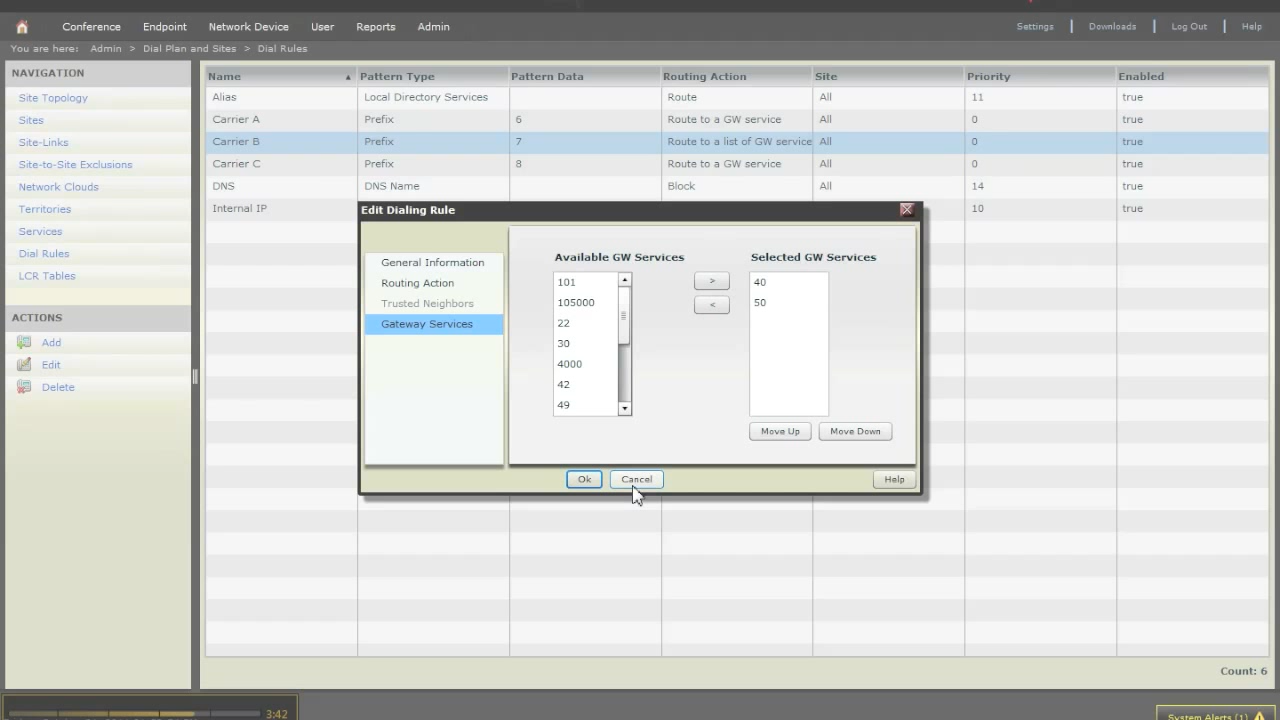 Conference Endpoint Network Device User Reports Admin Settings Downloads Log Out Help
You are here: Admin > Dial Plan and Sites > Dial Rules
NAVIGATION
Site Topology
Sites
Site-Links
Site-to-Site Exclusions
Network Clouds
Territories
Services
Dial Rules
LCR Tables
ACTIONS
Add
Edit
Delete
Name Pattern Type Pattern Data Routing Action Site Priority Enabled
Alias Local Directory Services Route All 11 true
Carrier A Prefix 6 Route to a GW service All 0 true
Carrier B Prefix 7 Route to a list of GW service All 0 true
Carrier C Prefix 8 Route to a GW service All 0 true
DNS DNS Name Block All 14 true
Internal IP 10 true
Edit Dialing Rule
General Information
Routing Action
Trusted Neighbors
Gateway Services
Available GW Services
101
105000
22
30
4000
42
49
>
<
Selected GW Services
40
50
Move Up Move Down
Ok Cancel Help
Count: 6
3:42
System Alerts (1)